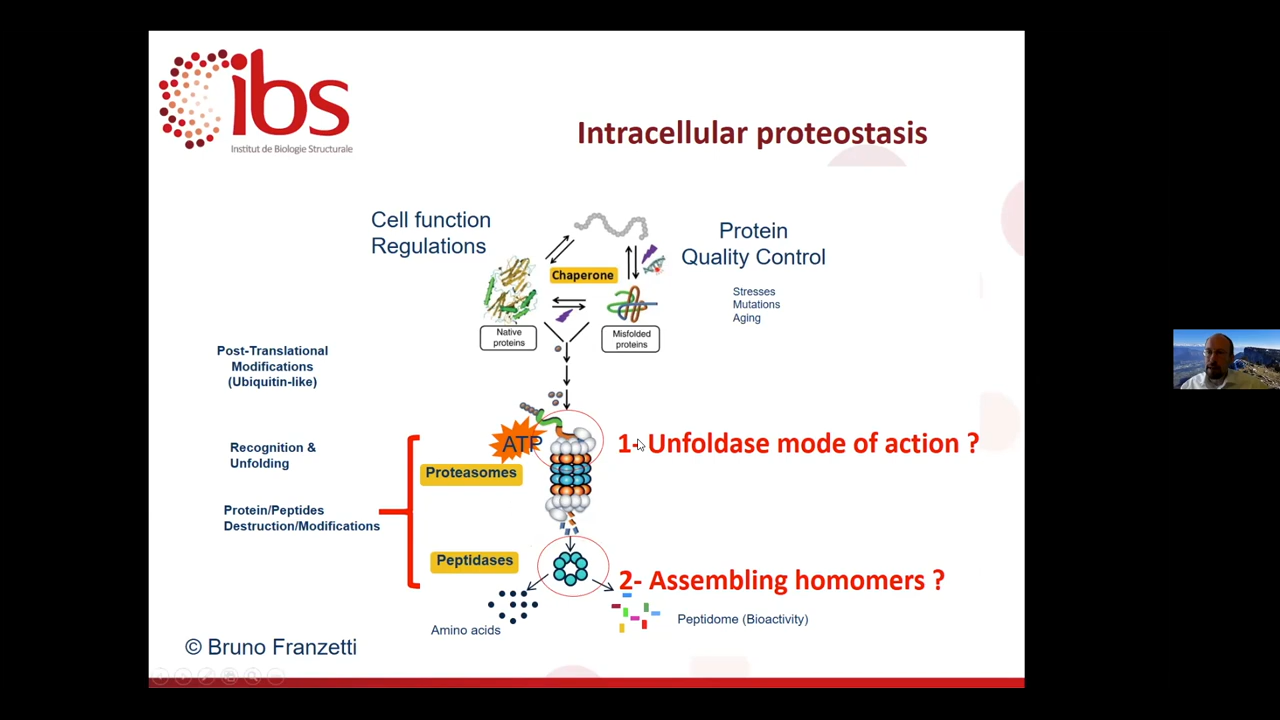 ibs
Institut de Biologie Structurale
Intracellular proteostasis
Cell function
Regulations
Protein
Quality Control
Chaperone
Stresses
Mutations
Aging
Native
proteins
Misfolded
proteins
Post-Translational
Modifications
(Ubiquitin-like)
Recognition &
Unfolding
ATP
1- Unfoldase mode of action ?
Proteasomes
Protein/Peptides
Destruction/Modifications
Peptidases
2- Assembling homomers ?
Amino acids
Peptidome (Bioactivity)
© Bruno Franzetti